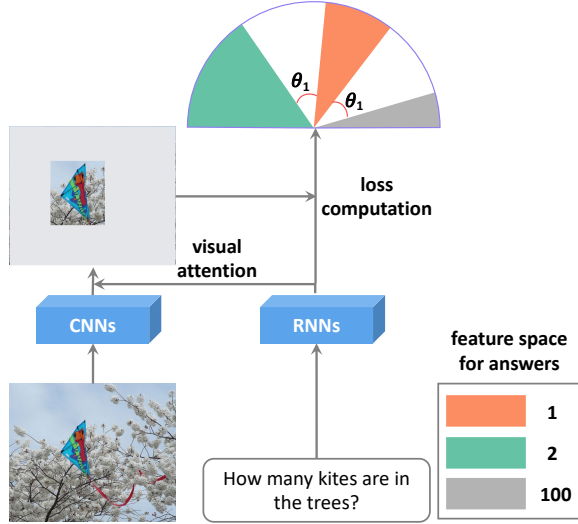 θ₁
θ₁
loss
computation
visual
attention
CNNs
RNNs
feature space
for answers
1
2
100
How many kites are in
the trees?